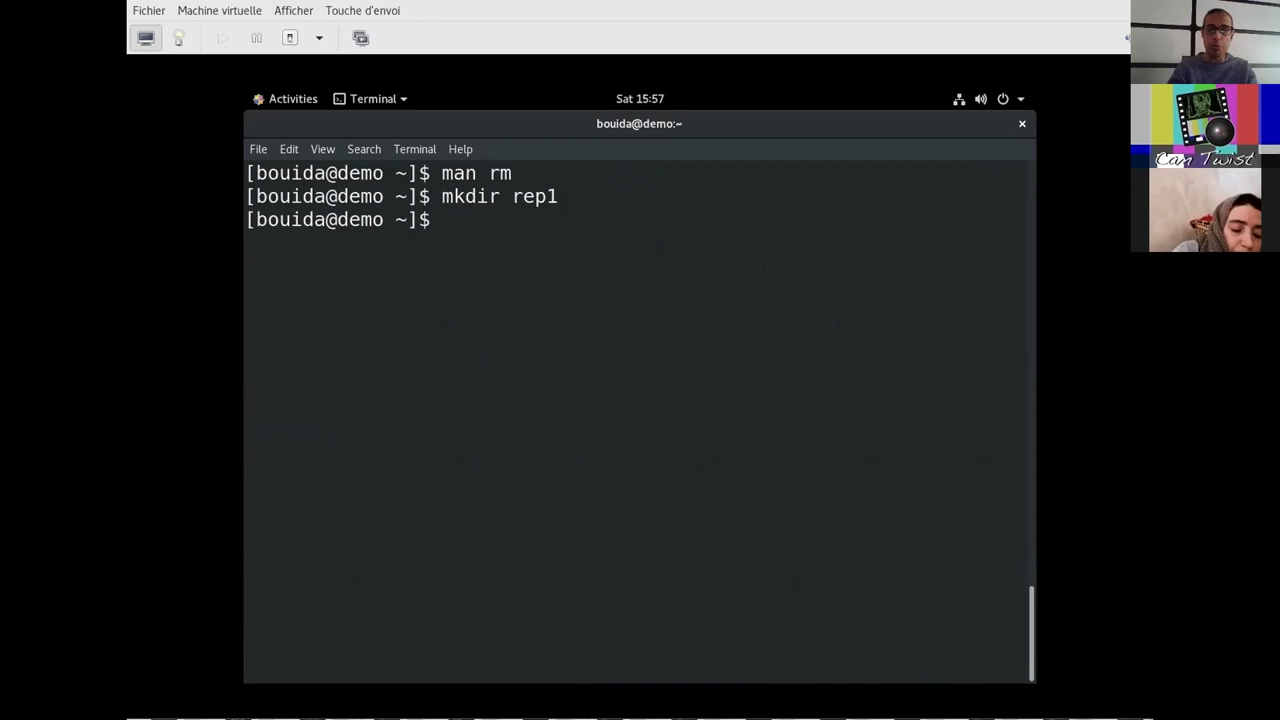 Fichier Machine virtuelle Afficher Touche d'envoi
Activities Terminal Sat 15:57
bouida@demo:~
File Edit View Search Terminal Help
[bouida@demo ~]$ man rm
[bouida@demo ~]$ mkdir rep1
[bouida@demo ~]$
Cam Twist